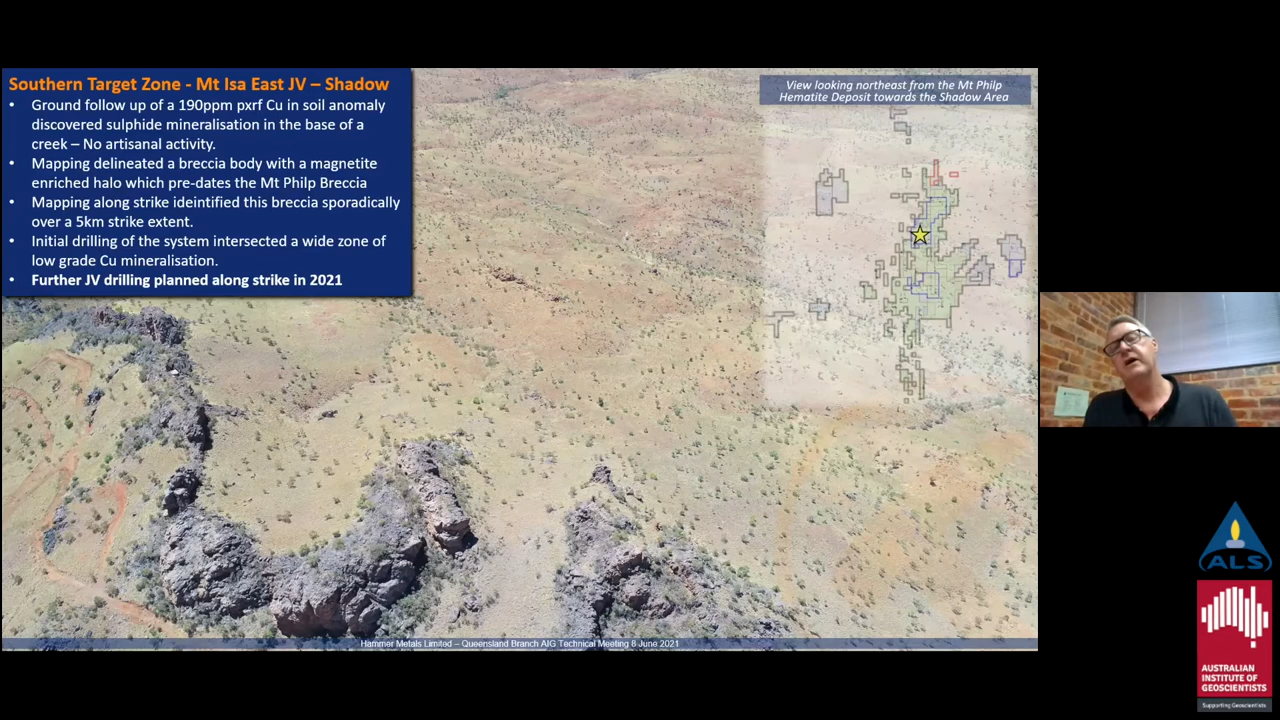 Southern Target Zone - Mt Isa East JV – Shadow
• Ground follow up of a 190ppm pxrf Cu in soil anomaly
discovered sulphide mineralisation in the base of a
creek – No artisanal activity.
• Mapping delineated a breccia body with a magnetite
enriched halo which pre-dates the Mt Philp Breccia
• Mapping along strike ideintified this breccia sporadically
over a 5km strike extent.
• Initial drilling of the system intersected a wide zone of
low grade Cu mineralisation.
• Further JV drilling planned along strike in 2021
View looking northeast from the Mt Philp
Hematite Deposit towards the Shadow Area
Hammer Metals Limited – Queensland Branch AIG Technical Meeting 8 June 2021
ALS
AUSTRALIAN
INSTITUTE OF
GEOSCIENTISTS
Supporting Geoscientists